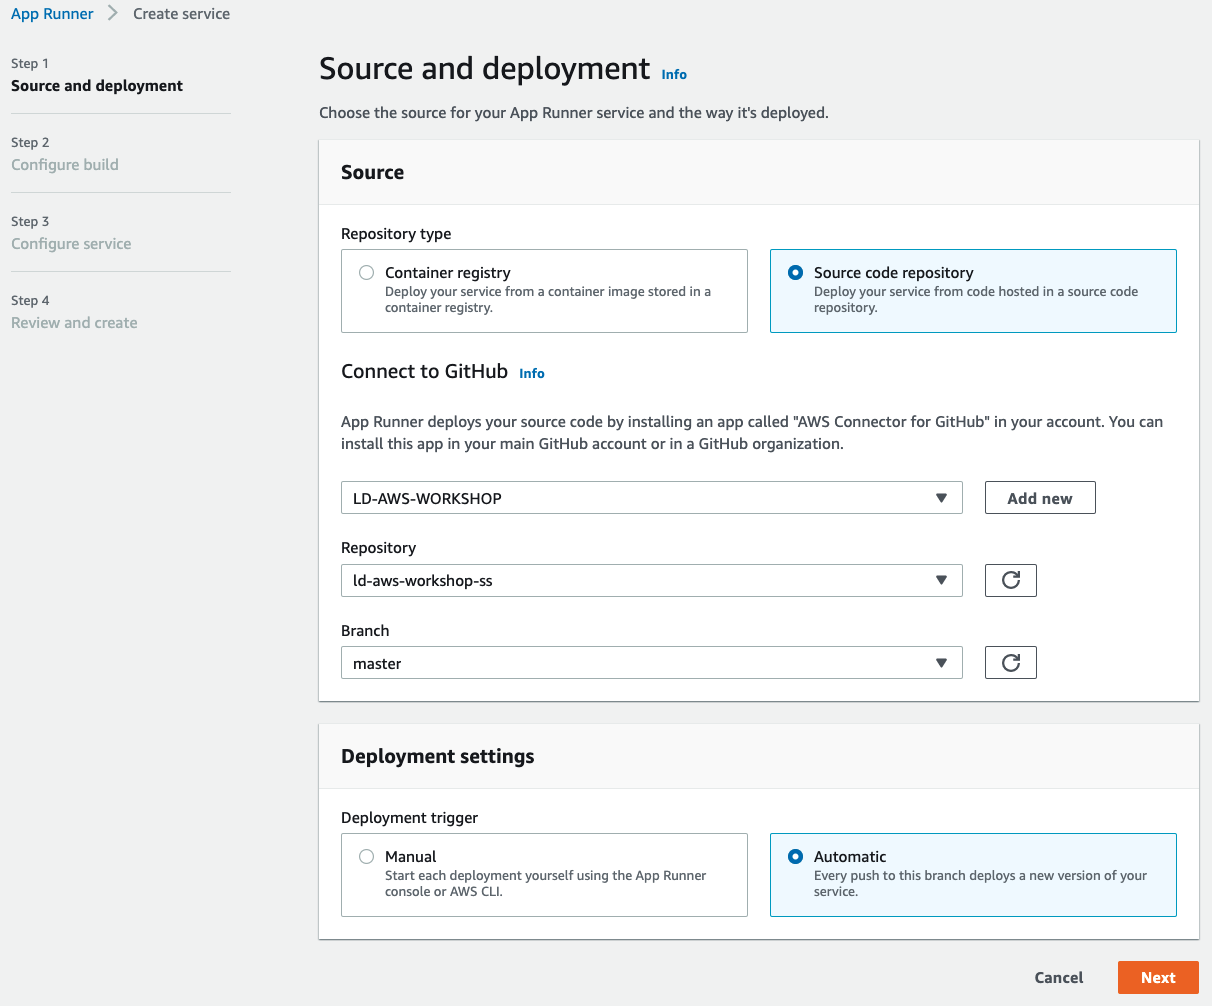 App Runner > Create service
Step 1
Source and deployment
Step 2
Configure build
Step 3
Configure service
Step 4
Review and create
Source and deployment Info
Choose the source for your App Runner service and the way it's deployed.
Source
Repository type
Container registry
Deploy your service from a container image stored in a
container registry.
Source code repository
Deploy your service from code hosted in a source code
repository.
Connect to GitHub Info
App Runner deploys your source code by installing an app called "AWS Connector for GitHub" in your account. You can
install this app in your main GitHub account or in a GitHub organization.
LD-AWS-WORKSHOP
Add new
Repository
ld-aws-workshop-ss
Branch
master
Deployment settings
Deployment trigger
Manual
Start each deployment yourself using the App Runner
console or AWS CLI.
Automatic
Every push to this branch deploys a new version of your
service.
Cancel
Next